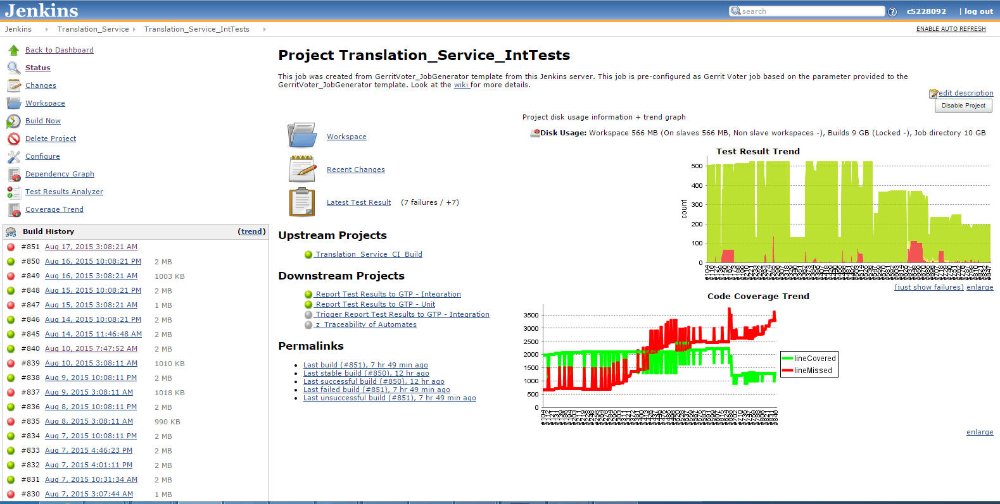 Jenkins
search
c5228092 | log out
Jenkins Translation_Service Translation_Service_IntTests
ENABLE AUTO REFRESH
Back to Dashboard
Status
Changes
Workspace
Build Now
Delete Project
Configure
Dependency Graph
Test Results Analyzer
Coverage Trend
Build History (trend)
#851 Aug 17, 2015 3:08:21 AM
#850 Aug 16, 2015 10:08:21 PM 2 MB
#849 Aug 16, 2015 3:08:21 AM 1003 KB
#848 Aug 15, 2015 10:08:21 PM 2 MB
#847 Aug 15, 2015 3:08:21 AM 1 MB
#846 Aug 14, 2015 10:08:21 PM 2 MB
#845 Aug 14, 2015 11:46:48 AM 2 MB
#840 Aug 10, 2015 7:47:52 AM 2 MB
#839 Aug 10, 2015 3:08:11 AM 1010 KB
#838 Aug 9, 2015 10:08:11 PM 2 MB
#837 Aug 9, 2015 3:08:11 AM 1018 KB
#836 Aug 8, 2015 10:08:11 PM 2 MB
#835 Aug 8, 2015 3:08:11 AM 990 KB
#834 Aug 7, 2015 10:08:11 PM 2 MB
#833 Aug 7, 2015 4:46:23 PM 2 MB
#832 Aug 7, 2015 4:01:11 PM 2 MB
#831 Aug 7, 2015 10:31:34 AM 2 MB
#830 Aug 7, 2015 3:07:44 AM 1 MB
Project Translation_Service_IntTests
This job was created from GerritVoter_JobGenerator template from this Jenkins server. This job is pre-configured as Gerrit Voter job based on the parameter provided to the
GerritVoter_JobGenerator template. Look at the wiki for more details.
edit description
Disable Project
Workspace
Recent Changes
Latest Test Result (7 failures / +7)
Upstream Projects
Translation_Service_CI_Build
Downstream Projects
Report Test Results to GTP - Integration
Report Test Results to GTP - Unit
Trigger Report Test Results to GTP - Integration
z_Traceability of Automates
Permalinks
Last build (#851), 7 hr 49 min ago
Last stable build (#850), 12 hr ago
Last successful build (#850), 12 hr ago
Last failed build (#851), 7 hr 49 min ago
Last unsuccessful build (#851), 7 hr 49 min ago
Project disk usage information + trend graph
Disk Usage: Workspace 566 MB (On slaves 566 MB, Non slave workspaces -), Builds 9 GB (Locked -), Job directory 10 GB
Test Result Trend
500
400
300
200
100
0
count
(just show failures) enlarge
Code Coverage Trend
3500
3000
2500
2000
1500
1000
500
0
lineCovered
lineMissed
enlarge